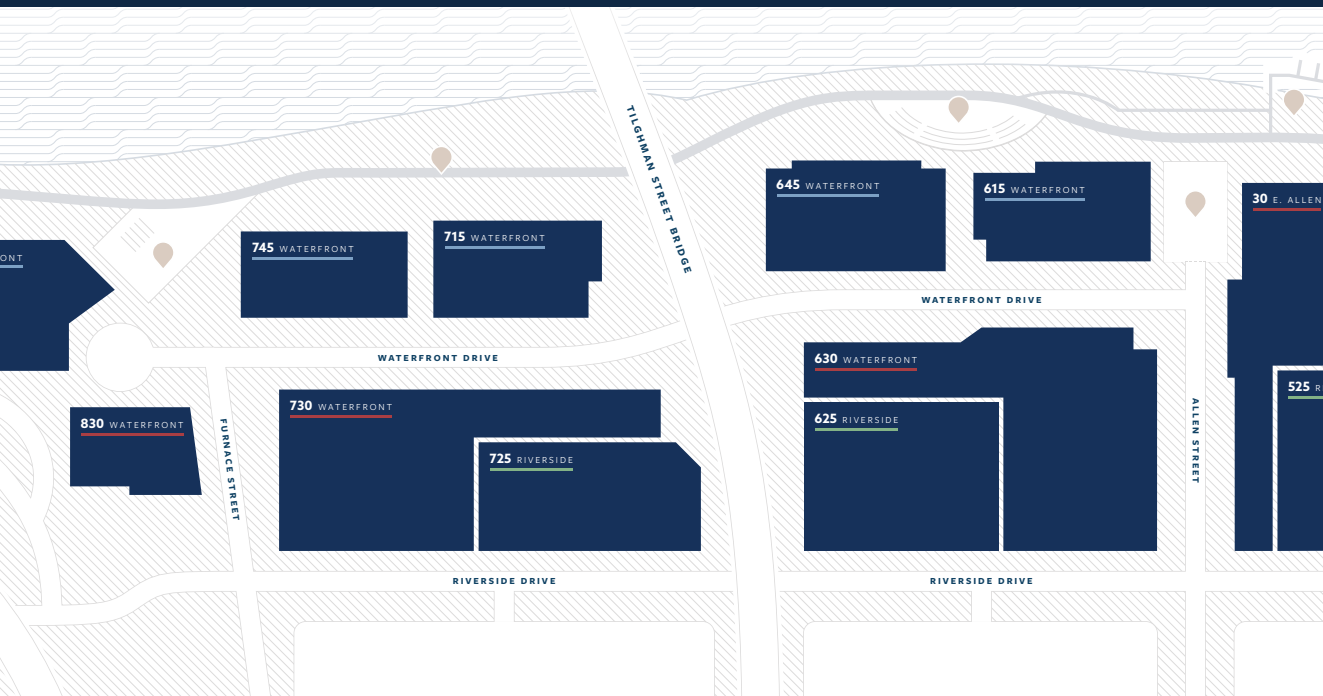 TILGHMAN STREET BRIDGE
645 WATERFRONT
615 WATERFRONT
30 E. ALLEN
745 WATERFRONT
715 WATERFRONT
WATERFRONT DRIVE
WATERFRONT DRIVE
630 WATERFRONT
525
730 WATERFRONT
830 WATERFRONT
625 RIVERSIDE
725 RIVERSIDE
FURNACE STREET
ALLEN STREET
RIVERSIDE DRIVE
RIVERSIDE DRIVE